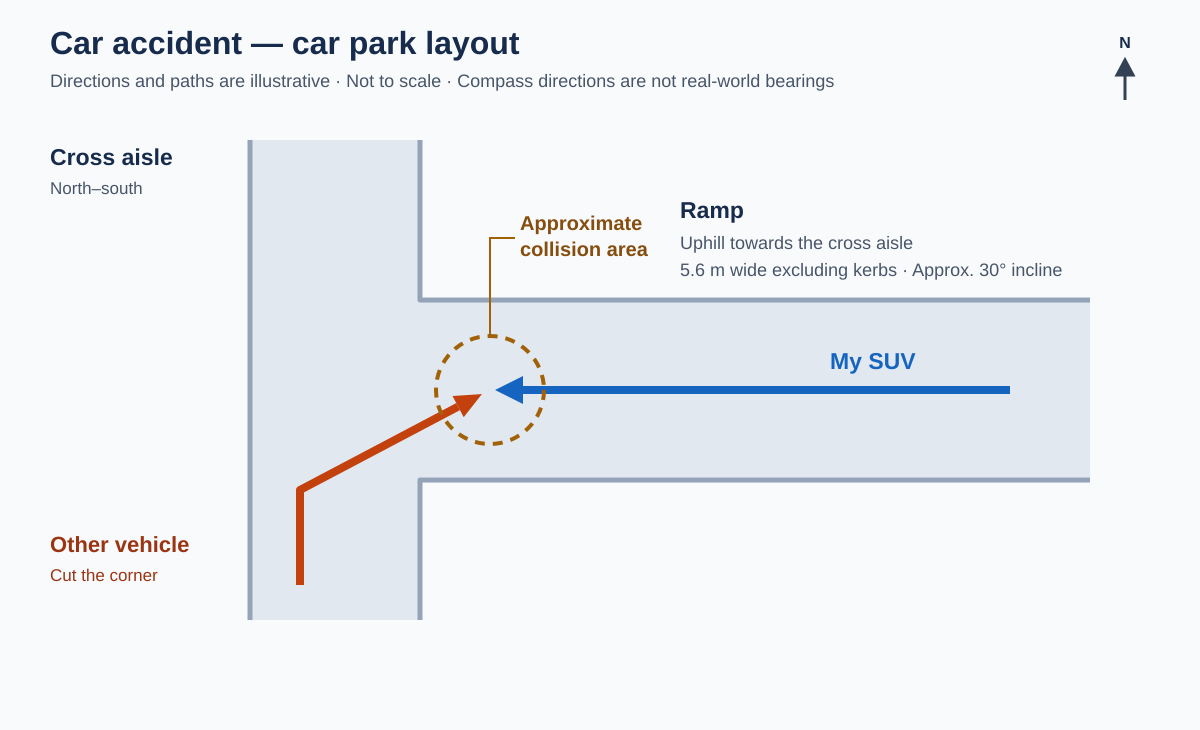 Car accident — car park layout
Directions and paths are illustrative · Not to scale · Compass directions are not real-world bearings
N
Cross aisle
North–south
Approximate
collision area
Ramp
Uphill towards the cross aisle
5.6 m wide excluding kerbs · Approx. 30° incline
My SUV
Other vehicle
Cut the corner